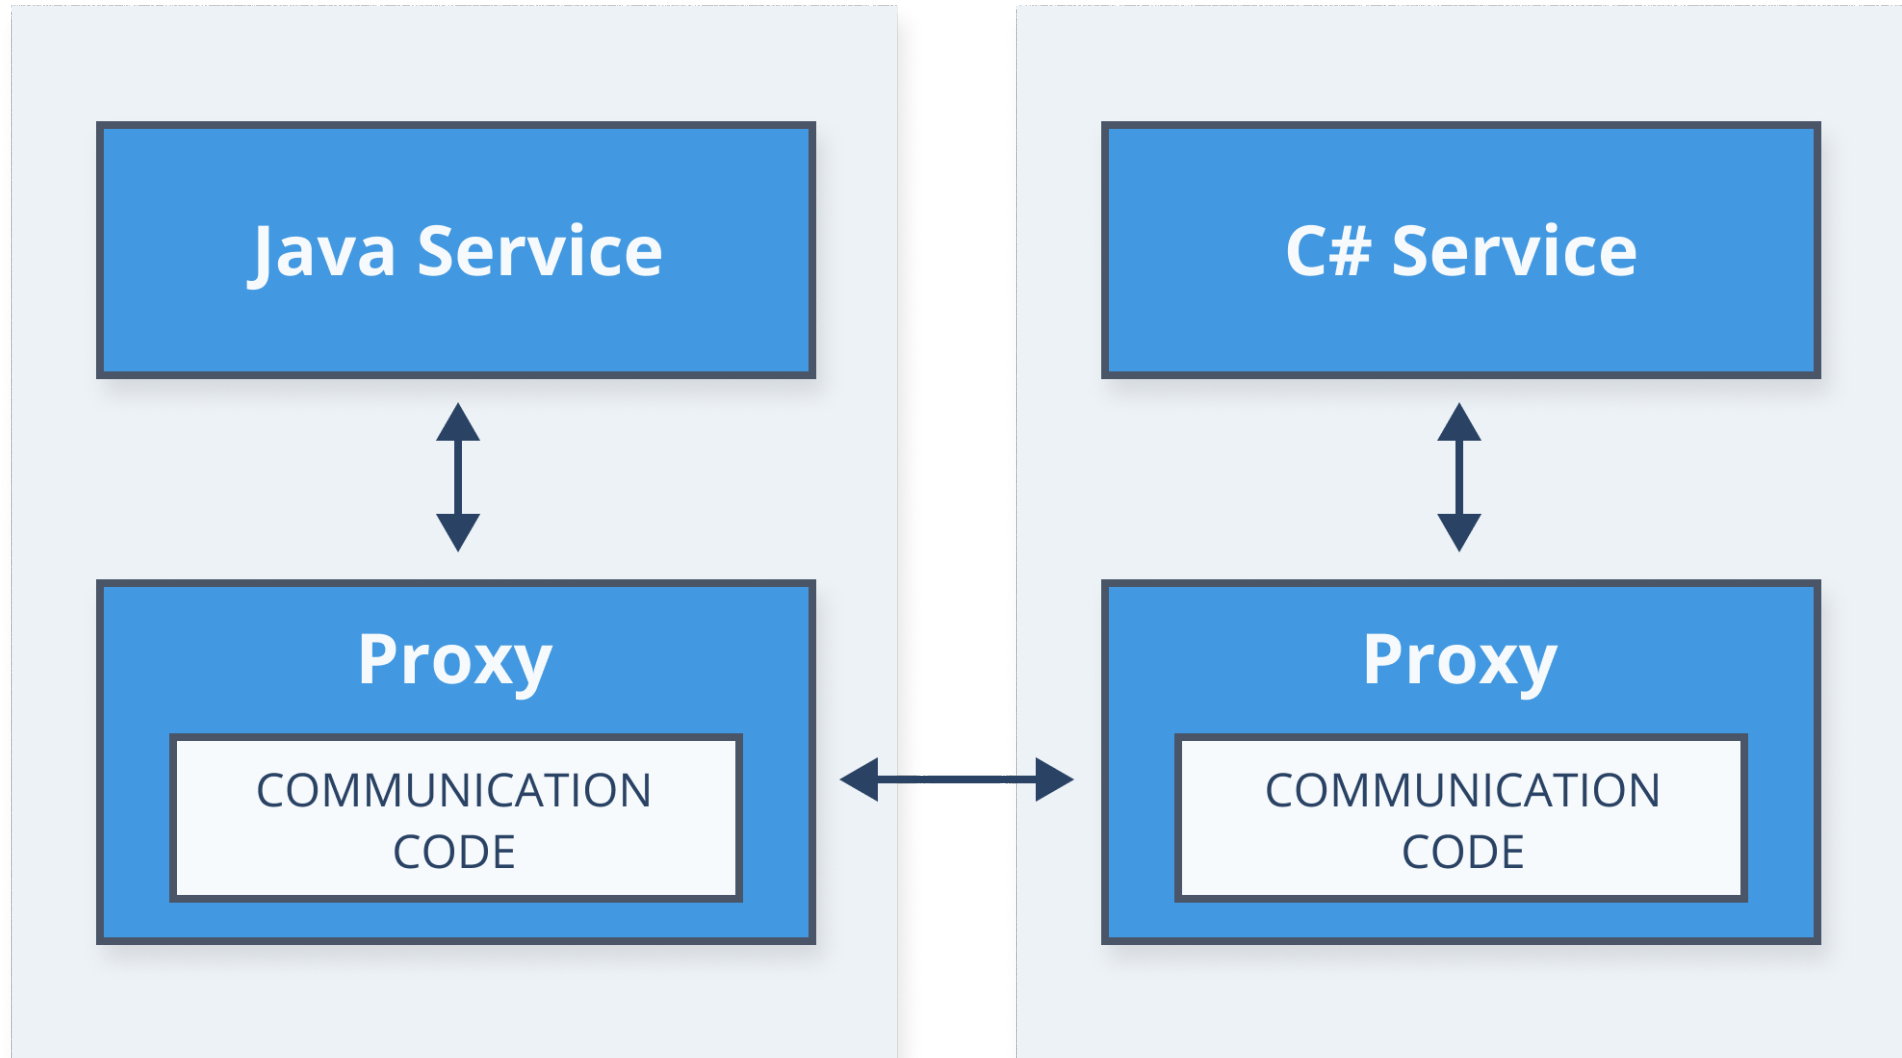 Java Service
C# Service
Proxy
COMMUNICATION
CODE
Proxy
COMMUNICATION
CODE